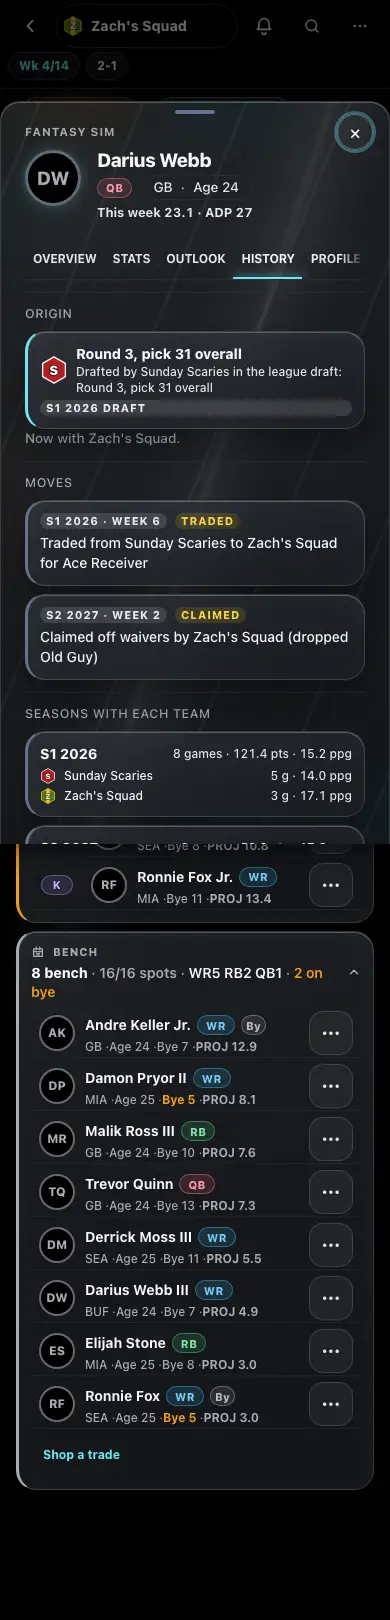 Zach's Squad
Wk 4/14
2-1
FANTASY SIM
DW
Darius Webb
QB GB · Age 24
This week 23.1 · ADP 27
OVERVIEW STATS OUTLOOK HISTORY PROFILE
ORIGIN
S
Round 3, pick 31 overall
Drafted by Sunday Scaries in the league draft:
Round 3, pick 31 overall
S1 2026 DRAFT
Now with Zach's Squad.
MOVES
S1 2026 · WEEK 6 TRADED
Traded from Sunday Scaries to Zach's Squad
for Ace Receiver
S2 2027 · WEEK 2 CLAIMED
Claimed off waivers by Zach's Squad (dropped
Old Guy)
SEASONS WITH EACH TEAM
S1 2026 8 games · 121.4 pts · 15.2 ppg
S Sunday Scaries 5 g · 14.0 ppg
Z Zach's Squad 3 g · 17.1 ppg
K RF Ronnie Fox Jr. WR
MIA ·Bye 11 ·PROJ 13.4
BENCH
8 bench · 16/16 spots · WR5 RB2 QB1 · 2 on
bye
AK Andre Keller Jr. WR By
GB ·Age 24 ·Bye 7 ·PROJ 12.9
DP Damon Pryor II WR
MIA ·Age 25 ·Bye 5 ·PROJ 8.1
MR Malik Ross III RB
GB ·Age 24 ·Bye 10 ·PROJ 7.6
TQ Trevor Quinn QB
GB ·Age 24 ·Bye 13 ·PROJ 7.3
DM Derrick Moss III WR
SEA ·Age 25 ·Bye 11 ·PROJ 5.5
DW Darius Webb III WR
BUF ·Age 24 ·Bye 7 ·PROJ 4.9
ES Elijah Stone RB
MIA ·Age 25 ·Bye 8 ·PROJ 3.0
RF Ronnie Fox WR By
SEA ·Age 25 ·Bye 5 ·PROJ 3.0
Shop a trade